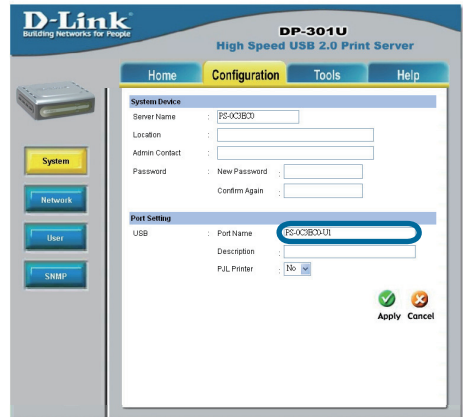 D-Link
Building Networks for People
DP-301U
High Speed USB 2.0 Print Server
Home Configuration Tools Help
System
Network
User
SNMP
System Device
Server Name : PS-0C3BC0
Location :
Admin Contact :
Password : New Password :
Confirm Again :
Port Setting
USB : Port Name : PS-0C3BC0-U1
Description :
PJL Printer : No
Apply Cancel